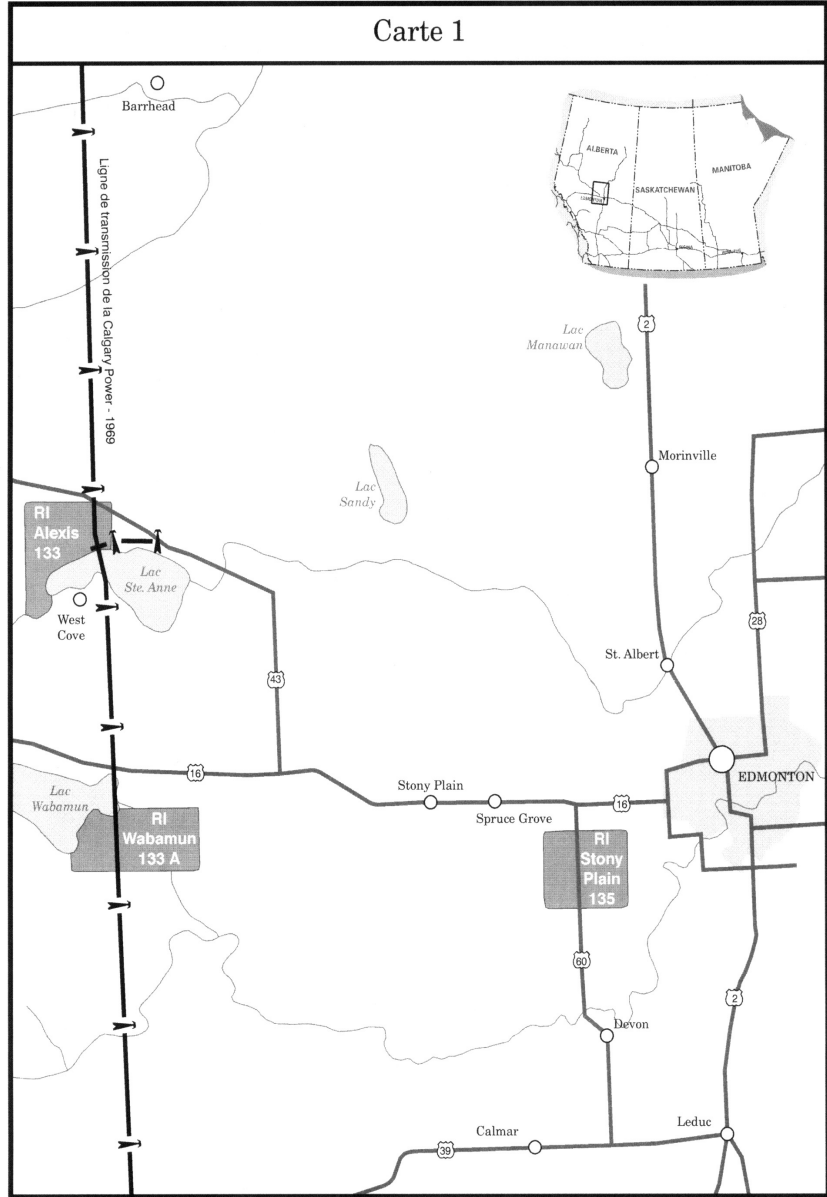 Carte 1
Barrhead
Ligne de transmission de la Calgary Power - 1969
ALBERTA
SASKATCHEWAN
MANITOBA
2
Lac
Manawan
Morinville
Lac
Sandy
RI
Alexis
133
Lac
Ste. Anne
West
Cove
28
St. Albert
43
16
EDMONTON
Lac
Wabamun
Stony Plain
Spruce Grove
16
RI
Wabamun
133 A
RI
Stony
Plain
135
60
2
Devon
Leduc
Calmar
39